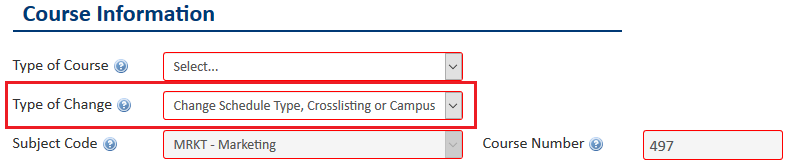 Course Information
Type of Course ? Select...
Type of Change ? Change Schedule Type, Crosslisting or Campus
Subject Code ? MRKT - Marketing Course Number ? 497